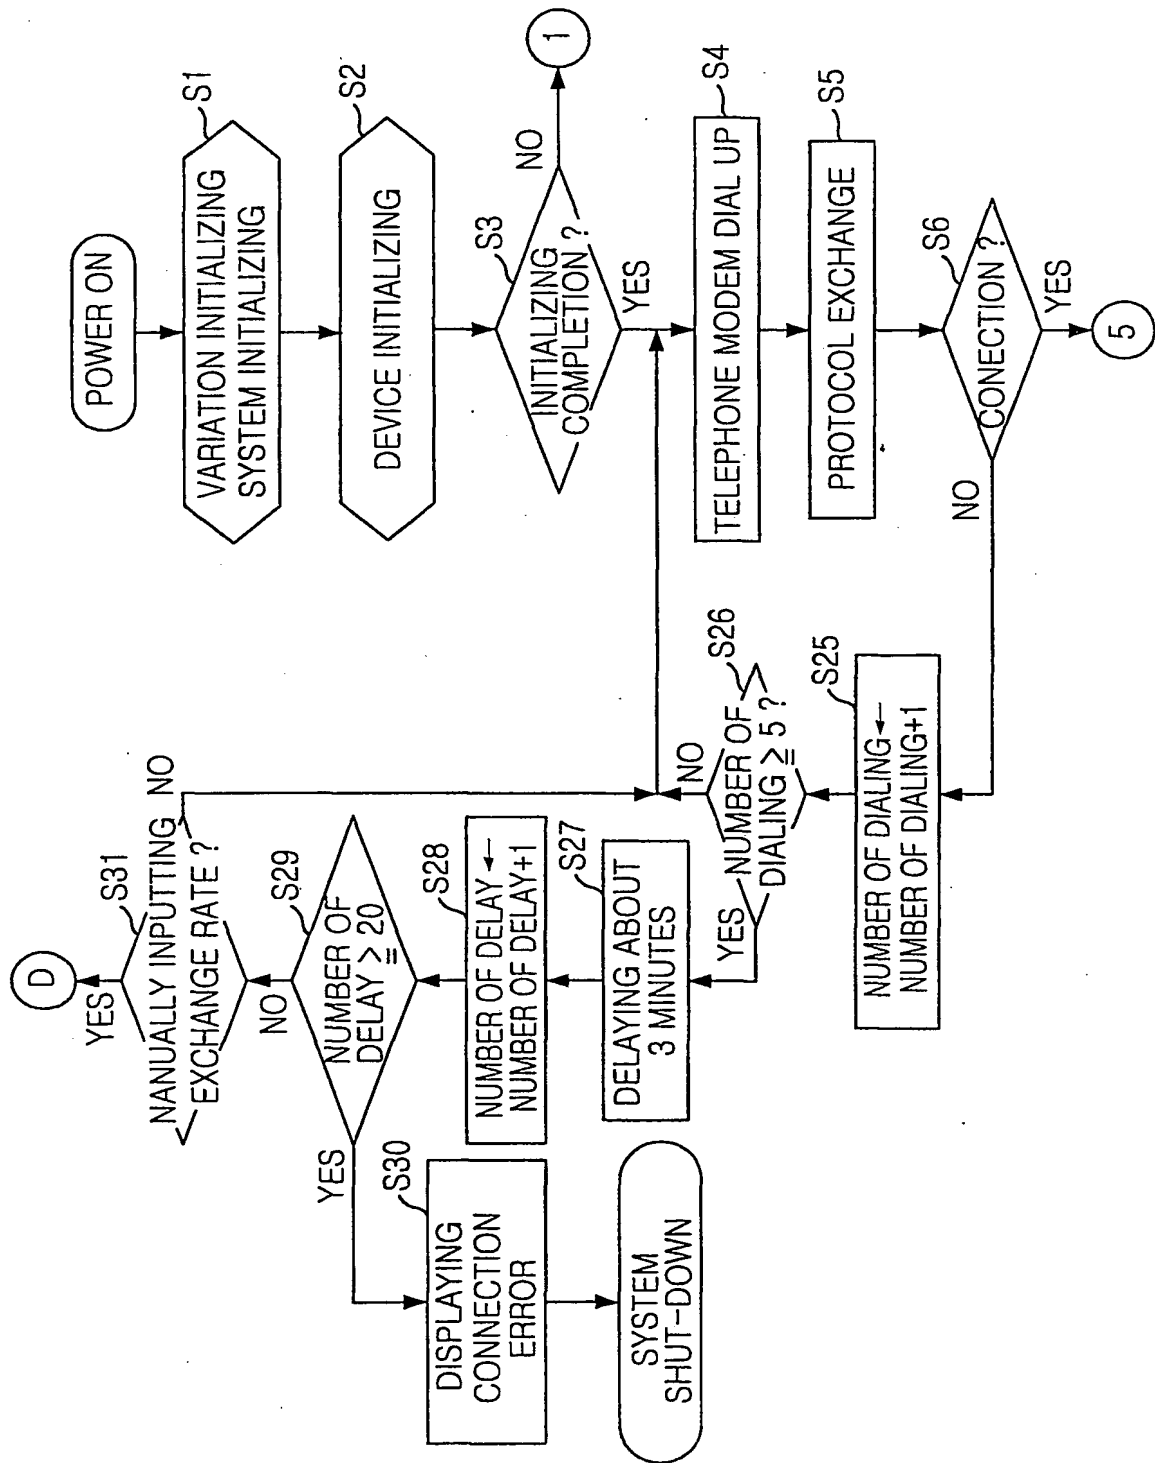 POWER ON
VARIATION INITIALIZING
SYSTEM INITIALIZING
S1
DEVICE INITIALIZING
S2
INITIALIZING
COMPLETION ?
S3
NO
1
YES
TELEPHONE MODEM DIAL UP
S4
PROTOCOL EXCHANGE
S5
CONECTION ?
S6
YES
5
NO
NUMBER OF DIALING←
NUMBER OF DIALING+1
S25
NUMBER OF
DIALING ≧ 5 ?
S26
NO
YES
DELAYING ABOUT
3 MINUTES
S27
NUMBER OF DELAY ←
NUMBER OF DELAY+1
S28
NUMBER OF
DELAY ≧ 20
S29
NO
YES
NANUALLY INPUTTING
EXCHANGE RATE ?
S31
NO
YES
D
DISPLAYING
CONNECTION
ERROR
S30
SYSTEM
SHUT-DOWN